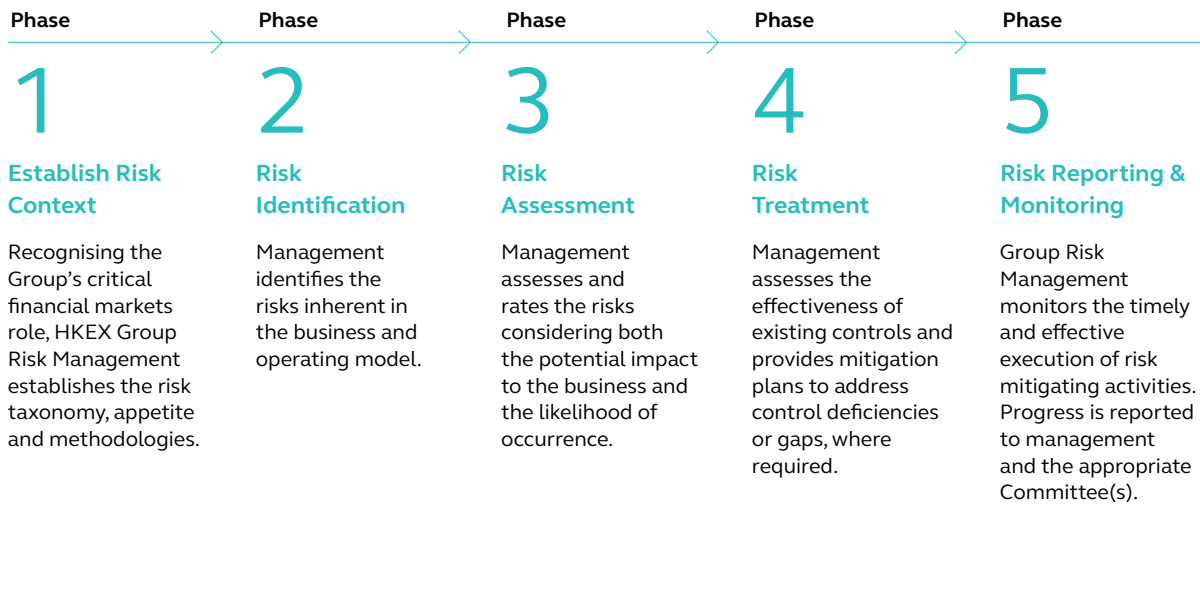 Phase
1
Establish Risk
Context
Recognising the
Group's critical
financial markets
role, HKEX Group
Risk Management
establishes the risk
taxonomy, appetite
and methodologies.
Phase
2
Risk
Identification
Management
identifies the
risks inherent in
the business and
operating model.
Phase
3
Risk
Assessment
Management
assesses and
rates the risks
considering both
the potential impact
to the business and
the likelihood of
occurrence.
Phase
4
Risk
Treatment
Management
assesses the
effectiveness of
existing controls and
provides mitigation
plans to address
control deficiencies
or gaps, where
required.
Phase
5
Risk Reporting &
Monitoring
Group Risk
Management
monitors the timely
and effective
execution of risk
mitigating activities.
Progress is reported
to management
and the appropriate
Committee(s).